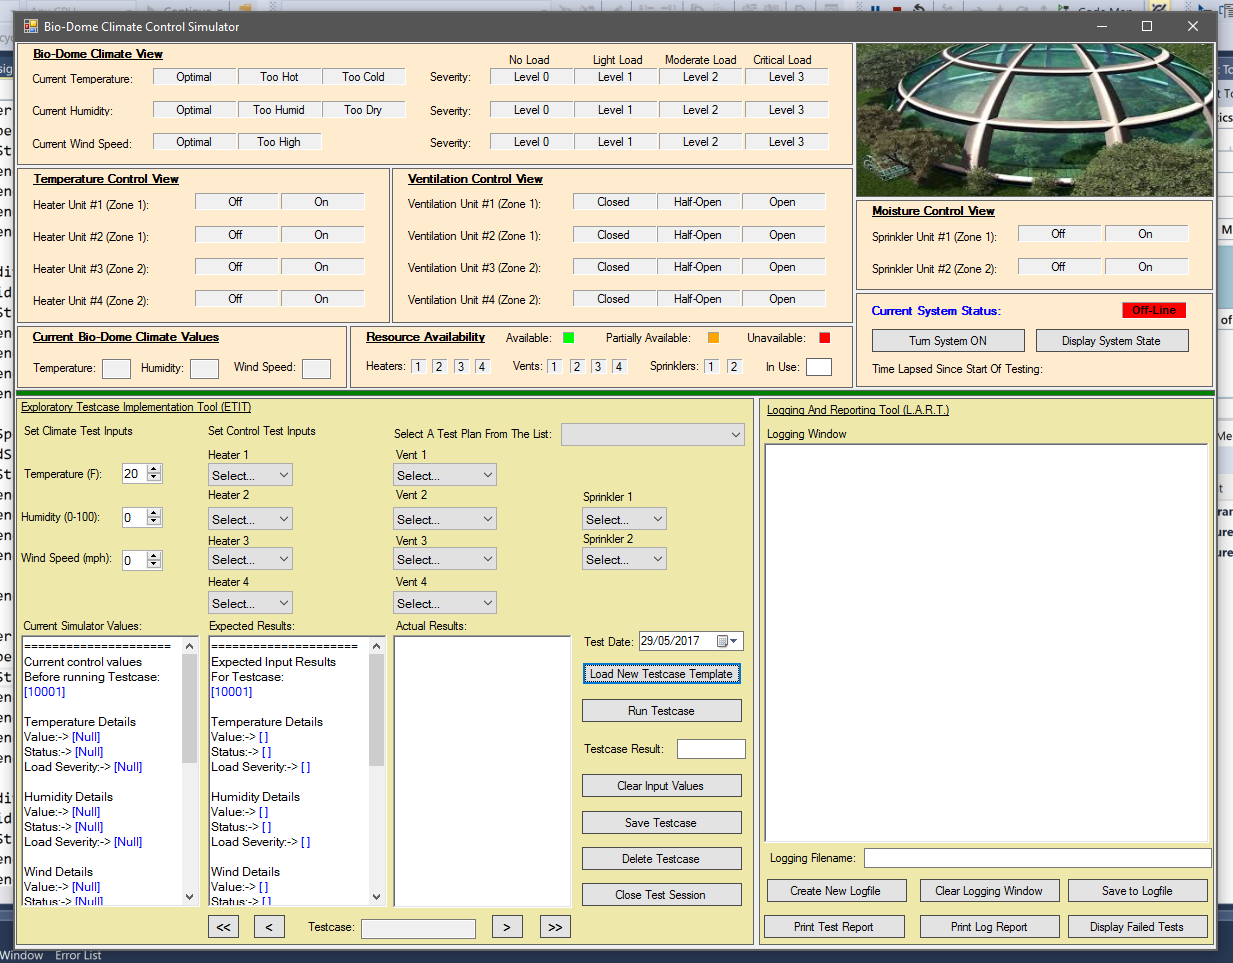 Bio-Dome Climate Control Simulator
Bio-Dome Climate View
No Load Light Load Moderate Load Critical Load
Current Temperature: Optimal Too Hot Too Cold Severity: Level 0 Level 1 Level 2 Level 3
Current Humidity: Optimal Too Humid Too Dry Severity: Level 0 Level 1 Level 2 Level 3
Current Wind Speed: Optimal Too High Severity: Level 0 Level 1 Level 2 Level 3
Temperature Control View
Heater Unit #1 (Zone 1): Off On
Heater Unit #2 (Zone 1): Off On
Heater Unit #3 (Zone 2): Off On
Heater Unit #4 (Zone 2): Off On
Ventilation Control View
Ventilation Unit #1 (Zone 1): Closed Half-Open Open
Ventilation Unit #2 (Zone 1): Closed Half-Open Open
Ventilation Unit #3 (Zone 2): Closed Half-Open Open
Ventilation Unit #4 (Zone 2): Closed Half-Open Open
Moisture Control View
Sprinkler Unit #1 (Zone 1): Off On
Sprinkler Unit #2 (Zone 2): Off On
Current System Status: Off-Line
Turn System ON Display System State
Time Lapsed Since Start Of Testing:
Current Bio-Dome Climate Values
Temperature: Humidity: Wind Speed:
Resource Availability Available: Partially Available: Unavailable:
Heaters: 1 2 3 4 Vents: 1 2 3 4 Sprinklers: 1 2 In Use:
Exploratory Testcase Implementation Tool (ETIT)
Set Climate Test Inputs
Temperature (F): 20
Humidity (0-100): 0
Wind Speed (mph): 0
Set Control Test Inputs
Select A Test Plan From The List:
Heater 1 Vent 1
Select... Select...
Heater 2 Vent 2 Sprinkler 1
Select... Select... Select...
Heater 3 Vent 3 Sprinkler 2
Select... Select... Select...
Heater 4 Vent 4
Select... Select...
Current Simulator Values:
=====================
Current control values
Before running Testcase:
[10001]
Temperature Details
Value:-> [Null]
Status:-> [Null]
Load Severity:-> [Null]
Humidity Details
Value:-> [Null]
Status:-> [Null]
Load Severity:-> [Null]
Wind Details
Value:-> [Null]
Status:-> [Null]
Expected Results:
=====================
Expected Input Results
For Testcase:
[10001]
Temperature Details
Value:-> [ ]
Status:-> [ ]
Load Severity:-> [ ]
Humidity Details
Value:-> [ ]
Status:-> [ ]
Load Severity:-> [ ]
Wind Details
Value:-> [ ]
Status:-> [ ]
Actual Results:
Test Date: 29/05/2017
Load New Testcase Template
Run Testcase
Testcase Result:
Clear Input Values
Save Testcase
Delete Testcase
Close Test Session
<< < Testcase: > >>
Logging And Reporting Tool (L.A.R.T.)
Logging Window
Logging Filename:
Create New Logfile Clear Logging Window Save to Logfile
Print Test Report Print Log Report Display Failed Tests
Window Error List